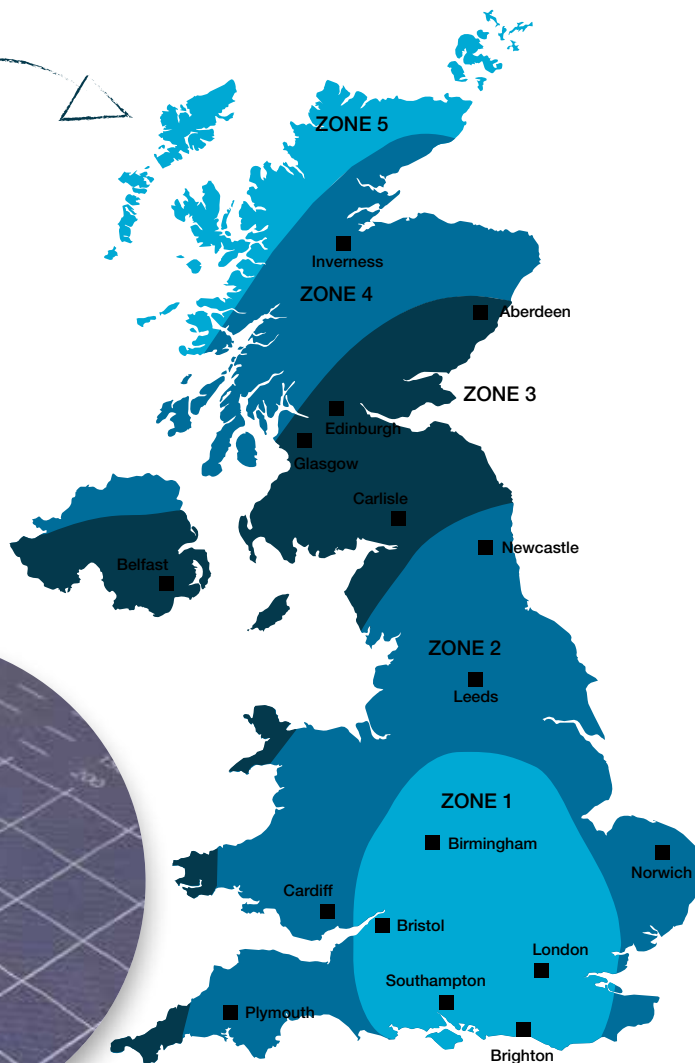 ZONE 5
Inverness
ZONE 4
Aberdeen
ZONE 3
Edinburgh
Glasgow
Carlisle
Newcastle
Belfast
ZONE 2
Leeds
200
ZONE 1
Birmingham
Norwich
Cardiff
Bristol
London
Southampton
Plymouth
Brighton